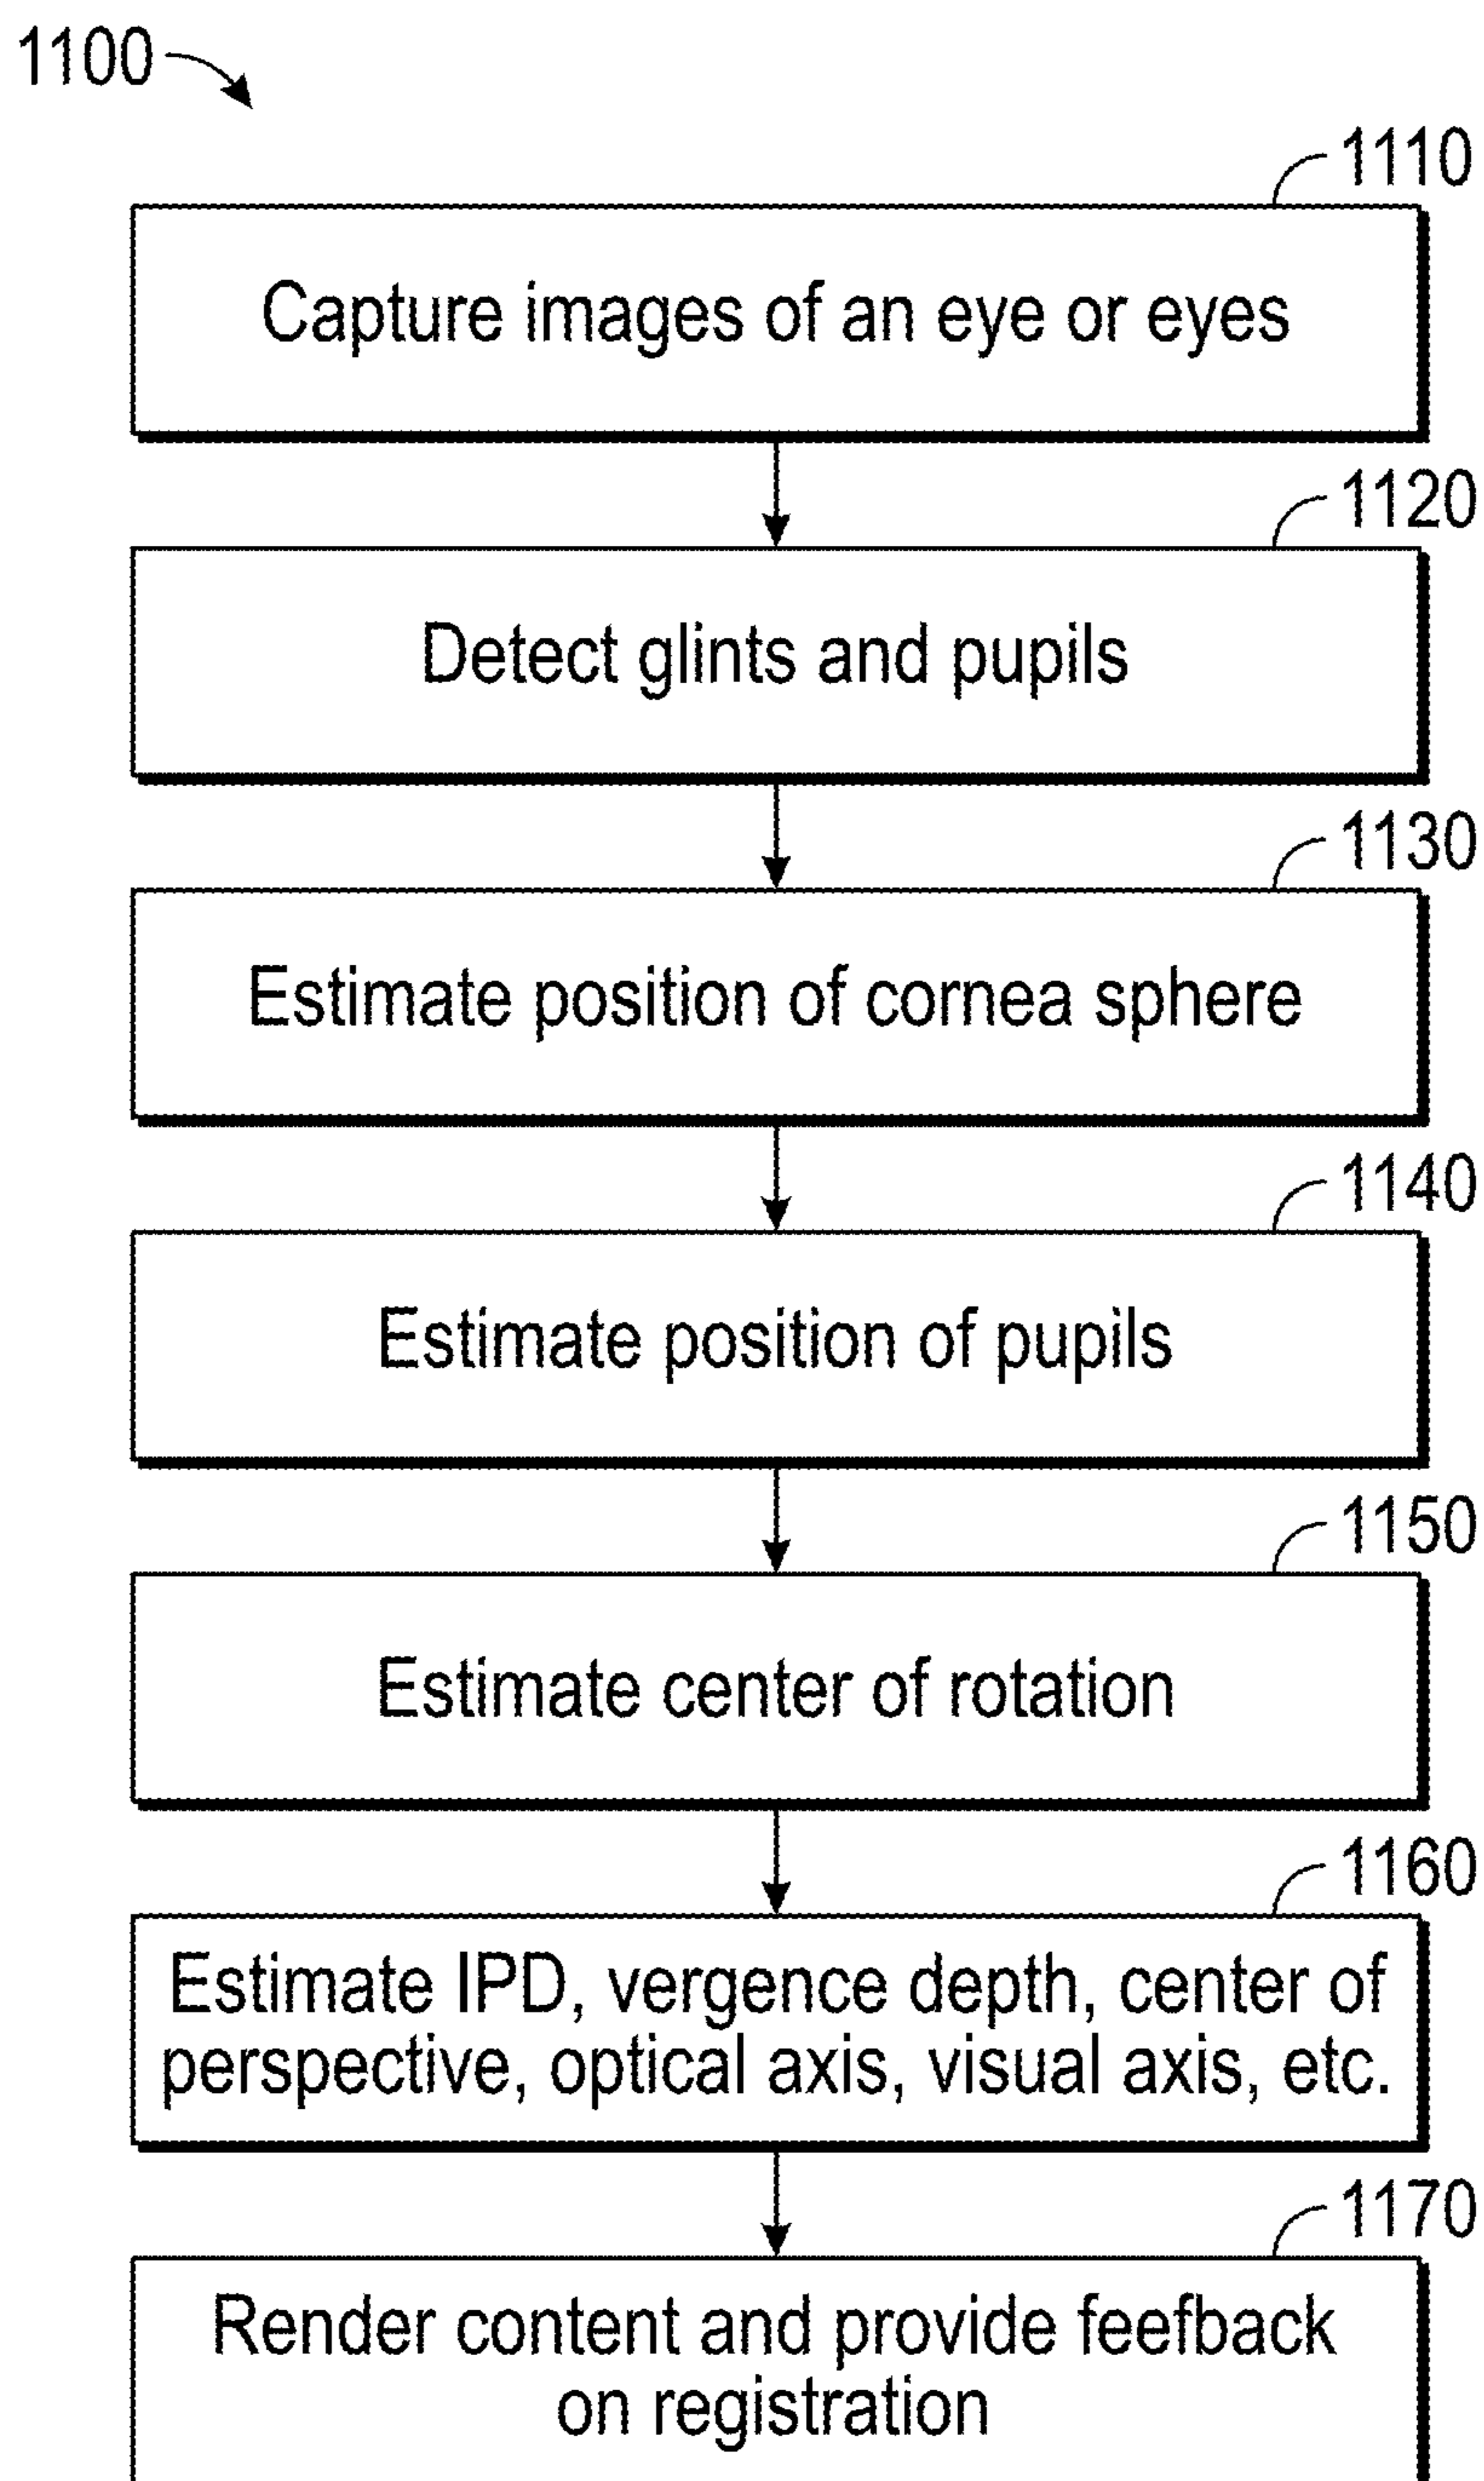 1100
1110
Capture images of an eye or eyes
1120
Detect glints and pupils
1130
Estimate position of cornea sphere
1140
Estimate position of pupils
1150
Estimate center of rotation
1160
Estimate IPD, vergence depth, center of
perspective, optical axis, visual axis, etc.
1170
Render content and provide feefback
on registration